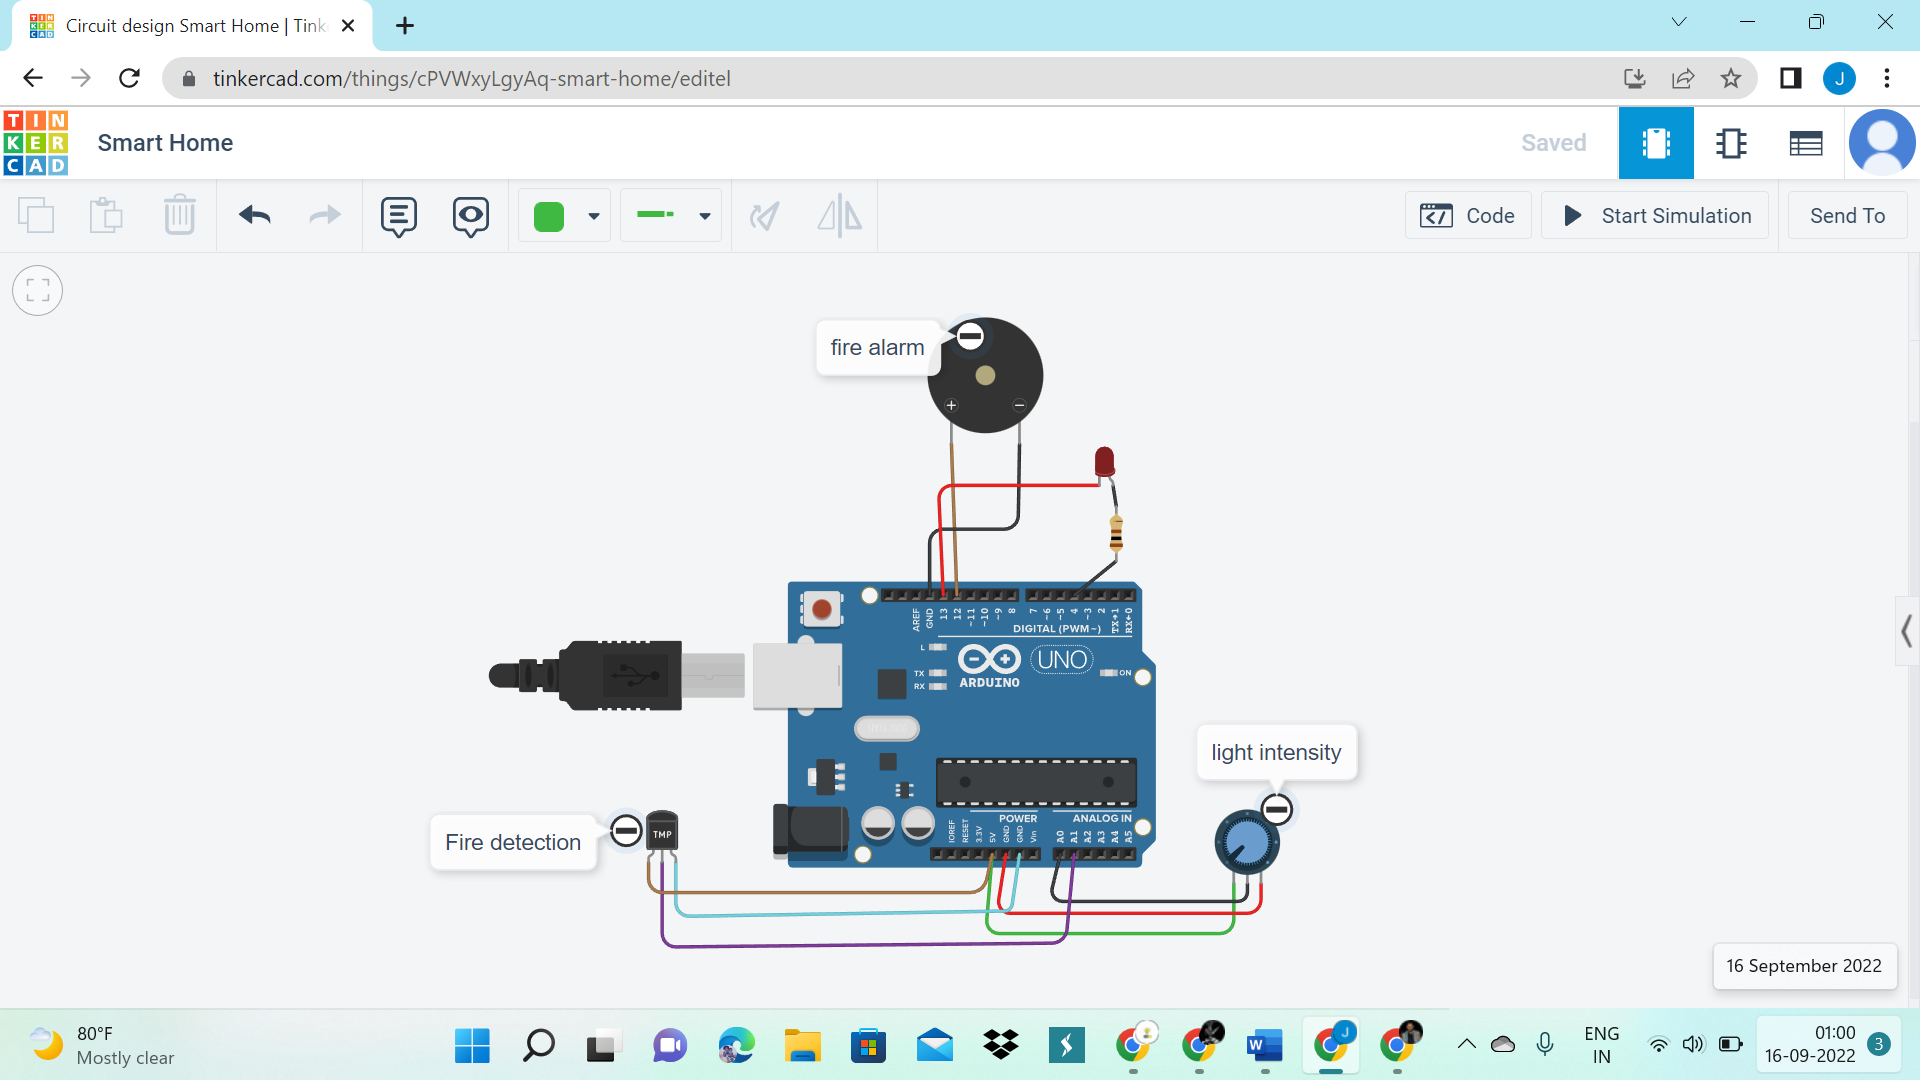 Circuit design Smart Home | Tink
tinkercad.com/things/cPVWxyLgyAq-smart-home/editel
J
TIN
KER
CAD
Smart Home
Saved
Code
Start Simulation
Send To
fire alarm
+
−
AREF
GND
13
12
~11
~10
~9
8
7
~6
~5
4
~3
2
TX→1
RX←0
DIGITAL (PWM~)
L
TX
RX
ARDUINO
UNO
ON
light intensity
Fire detection
TMP
POWER
ANALOG IN
IOREF
RESET
3.3V
5V
GND
GND
Vin
A0
A1
A2
A3
A4
A5
16 September 2022
80°F
Mostly clear
W
J
ENG
IN
01:00
16-09-2022
3